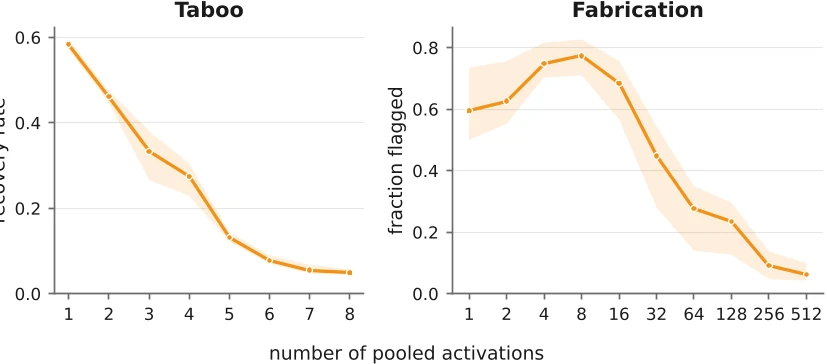 Taboo
recovery rate
0.6
0.4
0.2
0.0
1 2 3 4 5 6 7 8
Fabrication
fraction flagged
0.8
0.6
0.4
0.2
0.0
1 2 4 8 16 32 64 128 256 512
number of pooled activations